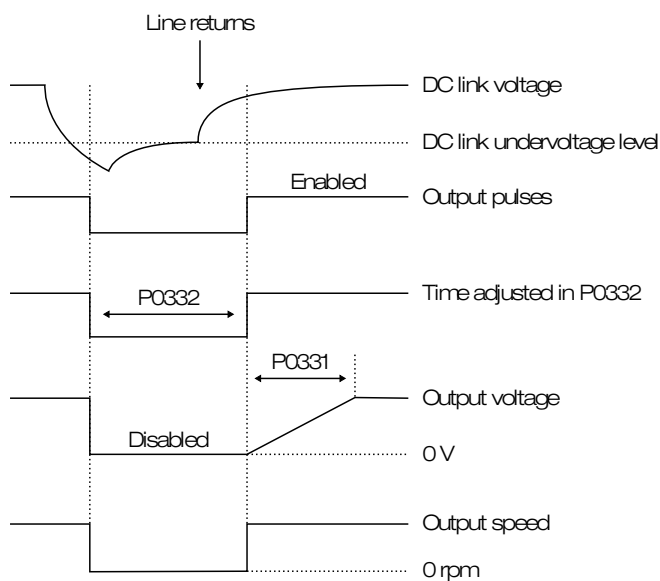 Line returns
DC link voltage
DC link undervoltage level
Enabled
Output pulses
P0332
Time adjusted in P0332
P0331
Output voltage
Disabled
0 V
Output speed
0 rpm